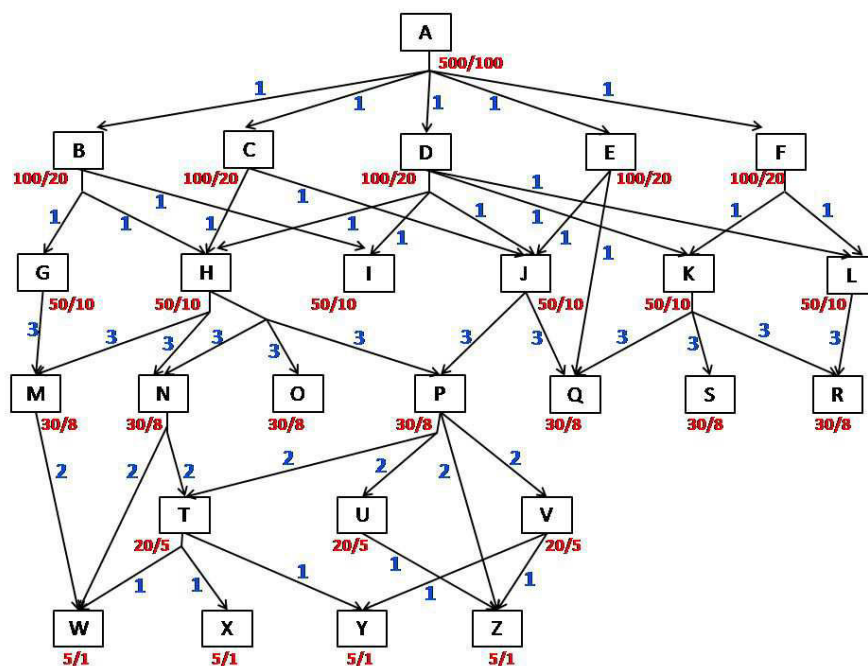 A
500/100
1 1 1 1 1
B C D E F
100/20 100/20 100/20 100/20 100/20
1 1 1 1 1 1 1 1 1 1 1 1
G H I J K L
50/10 50/10 50/10 50/10 50/10 50/10
3 3 3 3 3 3 3 3 3 3 3 3
M N O P Q S R
30/8 30/8 30/8 30/8 30/8 30/8 30/8
2 2 2 2 2 2 2
T U V
20/5 20/5 20/5
1 1 1 1 1 1
W X Y Z
5/1 5/1 5/1 5/1